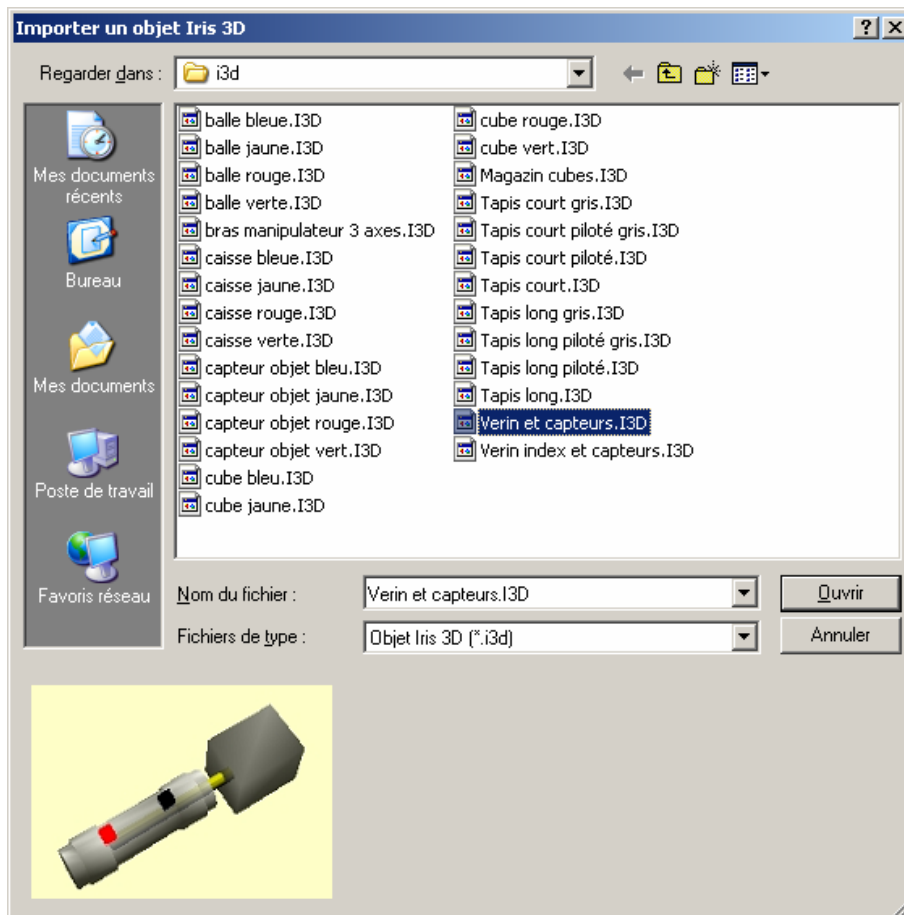 Importer un objet Iris 3D
Regarder dans :
i3d
Mes documents
récents
Bureau
Mes documents
Poste de travail
Favoris réseau
balle bleue.I3D
balle jaune.I3D
balle rouge.I3D
balle verte.I3D
bras manipulateur 3 axes.I3D
caisse bleue.I3D
caisse jaune.I3D
caisse rouge.I3D
caisse verte.I3D
capteur objet bleu.I3D
capteur objet jaune.I3D
capteur objet rouge.I3D
capteur objet vert.I3D
cube bleu.I3D
cube jaune.I3D
cube rouge.I3D
cube vert.I3D
Magazin cubes.I3D
Tapis court gris.I3D
Tapis court piloté gris.I3D
Tapis court piloté.I3D
Tapis court.I3D
Tapis long gris.I3D
Tapis long piloté gris.I3D
Tapis long piloté.I3D
Tapis long.I3D
Verin et capteurs.I3D
Verin index et capteurs.I3D
Nom du fichier :
Verin et capteurs.I3D
Ouvrir
Fichiers de type :
Objet Iris 3D (*.i3d)
Annuler